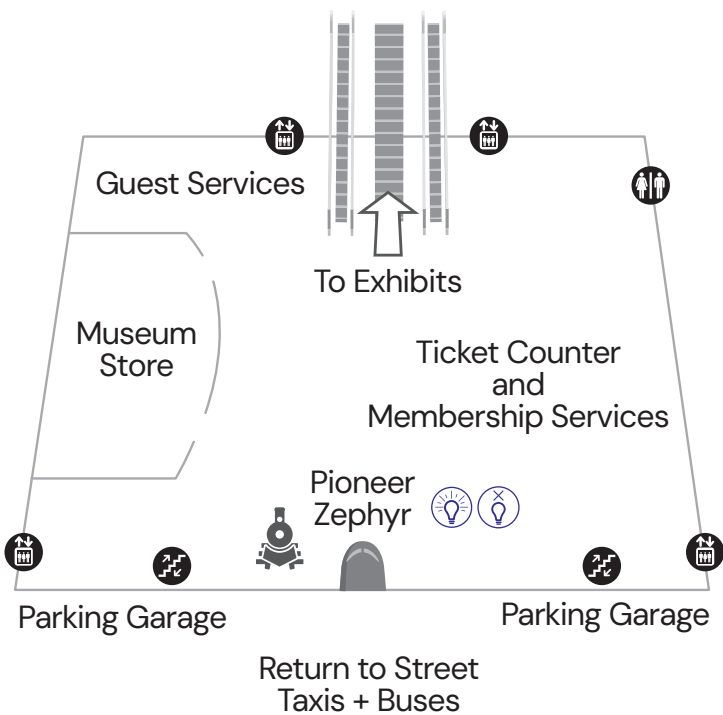 Guest Services
To Exhibits
Museum
Store
Ticket Counter
and
Membership Services
Pioneer
Zephyr
Parking Garage
Parking Garage
Return to Street
Taxis + Buses